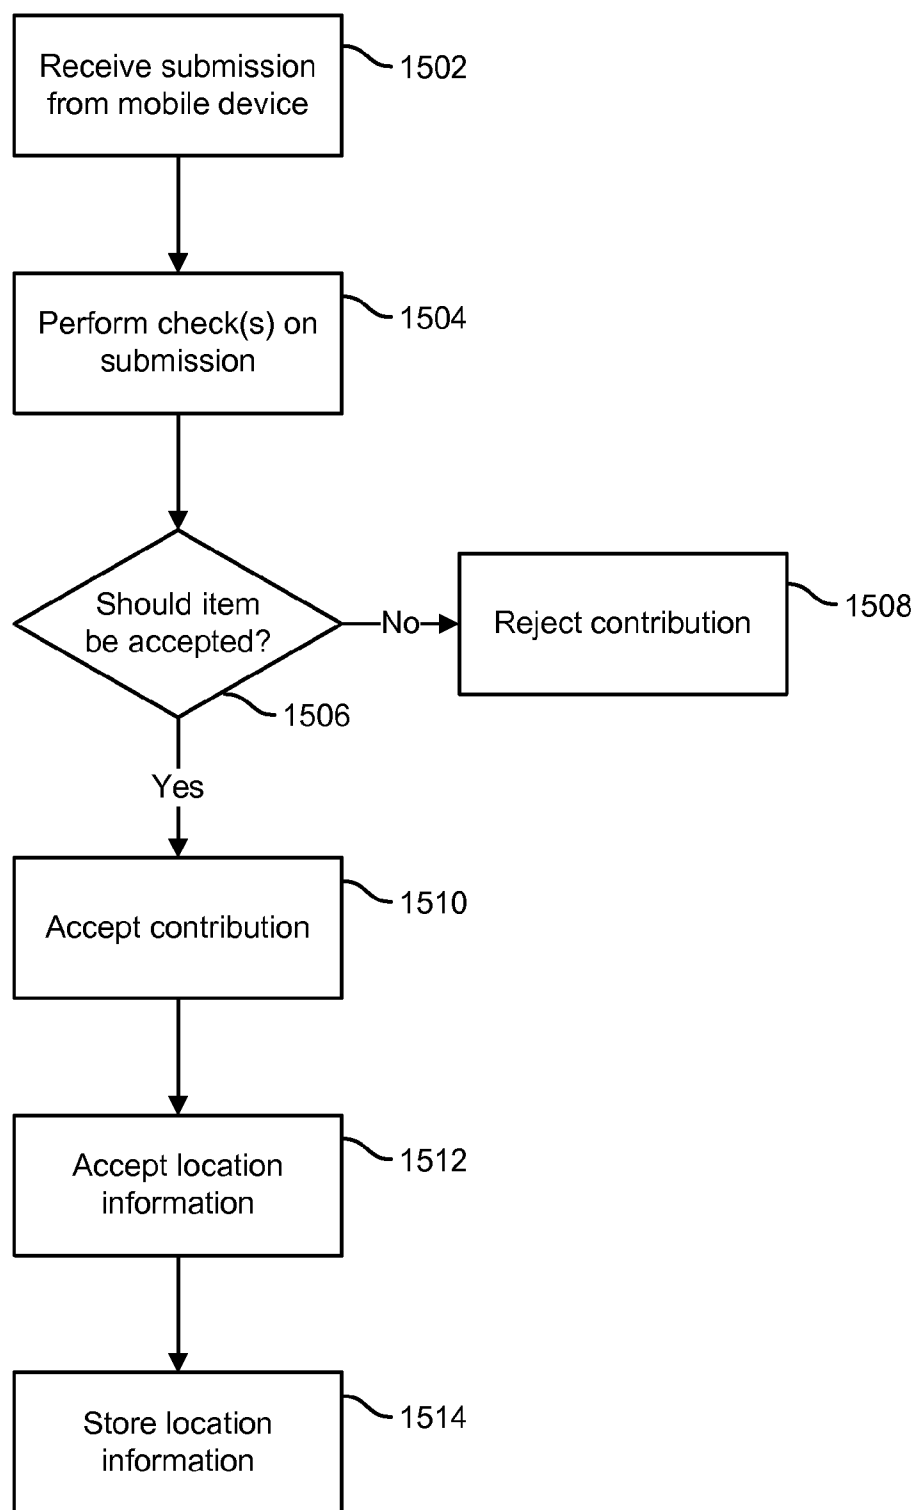 Receive submission
from mobile device
1502
Perform check(s) on
submission
1504
Should item
be accepted?
1506
No
Reject contribution
1508
Yes
Accept contribution
1510
Accept location
information
1512
Store location
information
1514